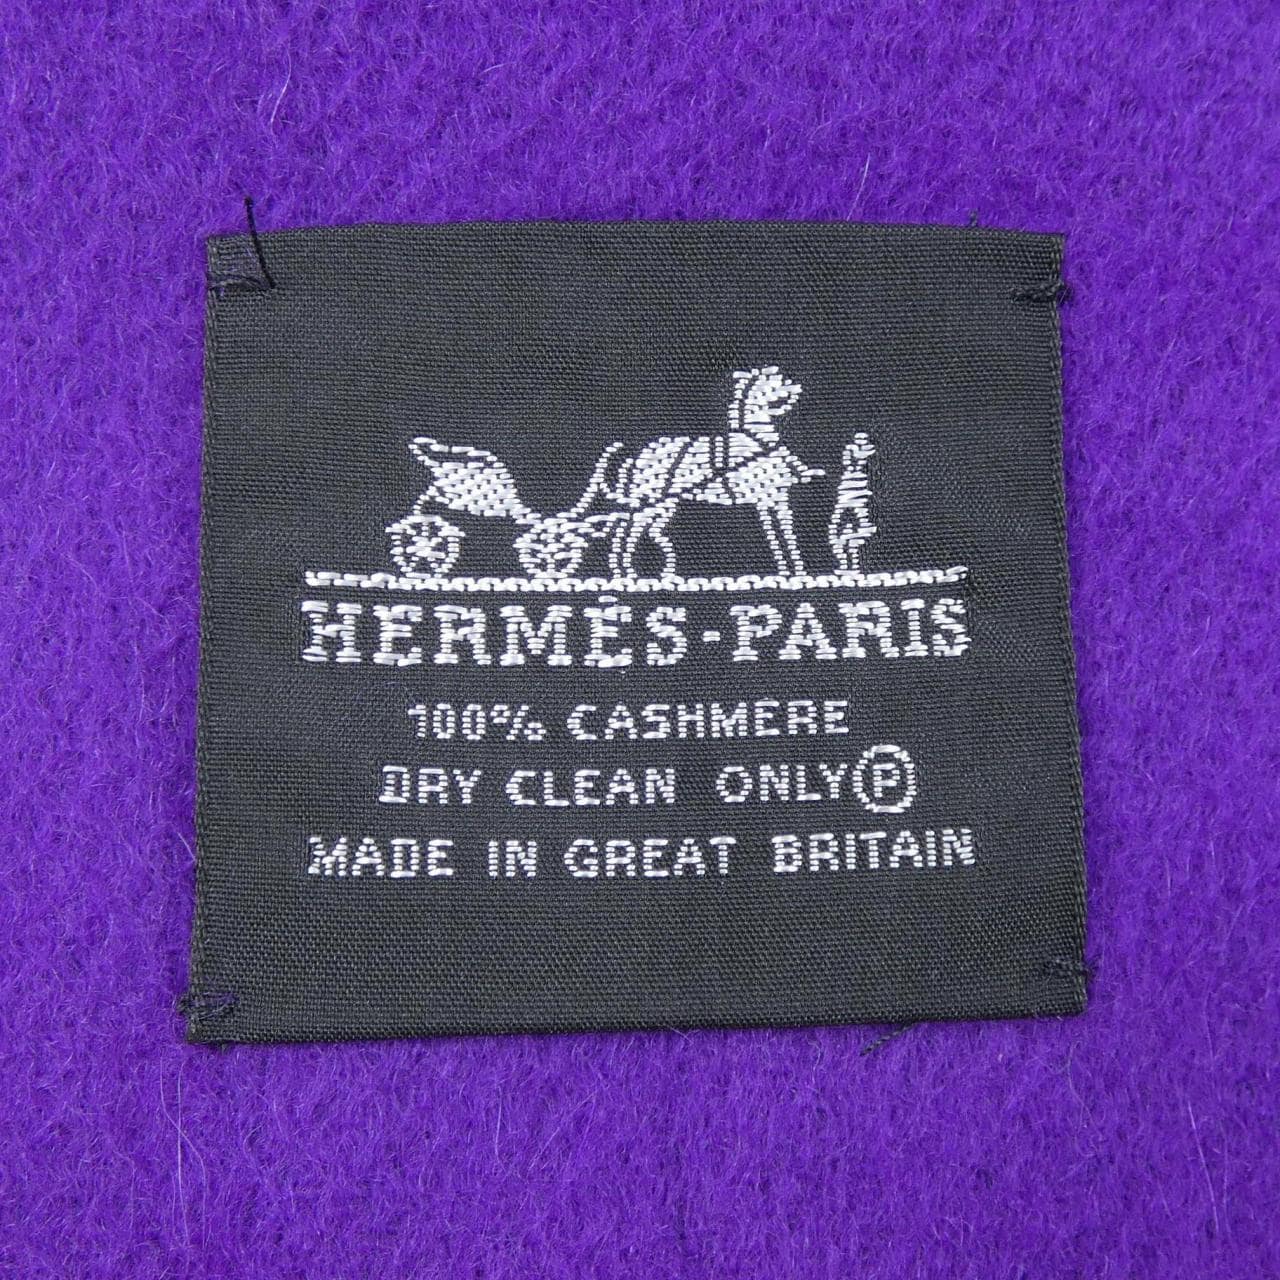 HERMÈS-PARIS
100% CASHMERE
DRY CLEAN ONLY Ⓟ
MADE IN GREAT BRITAIN